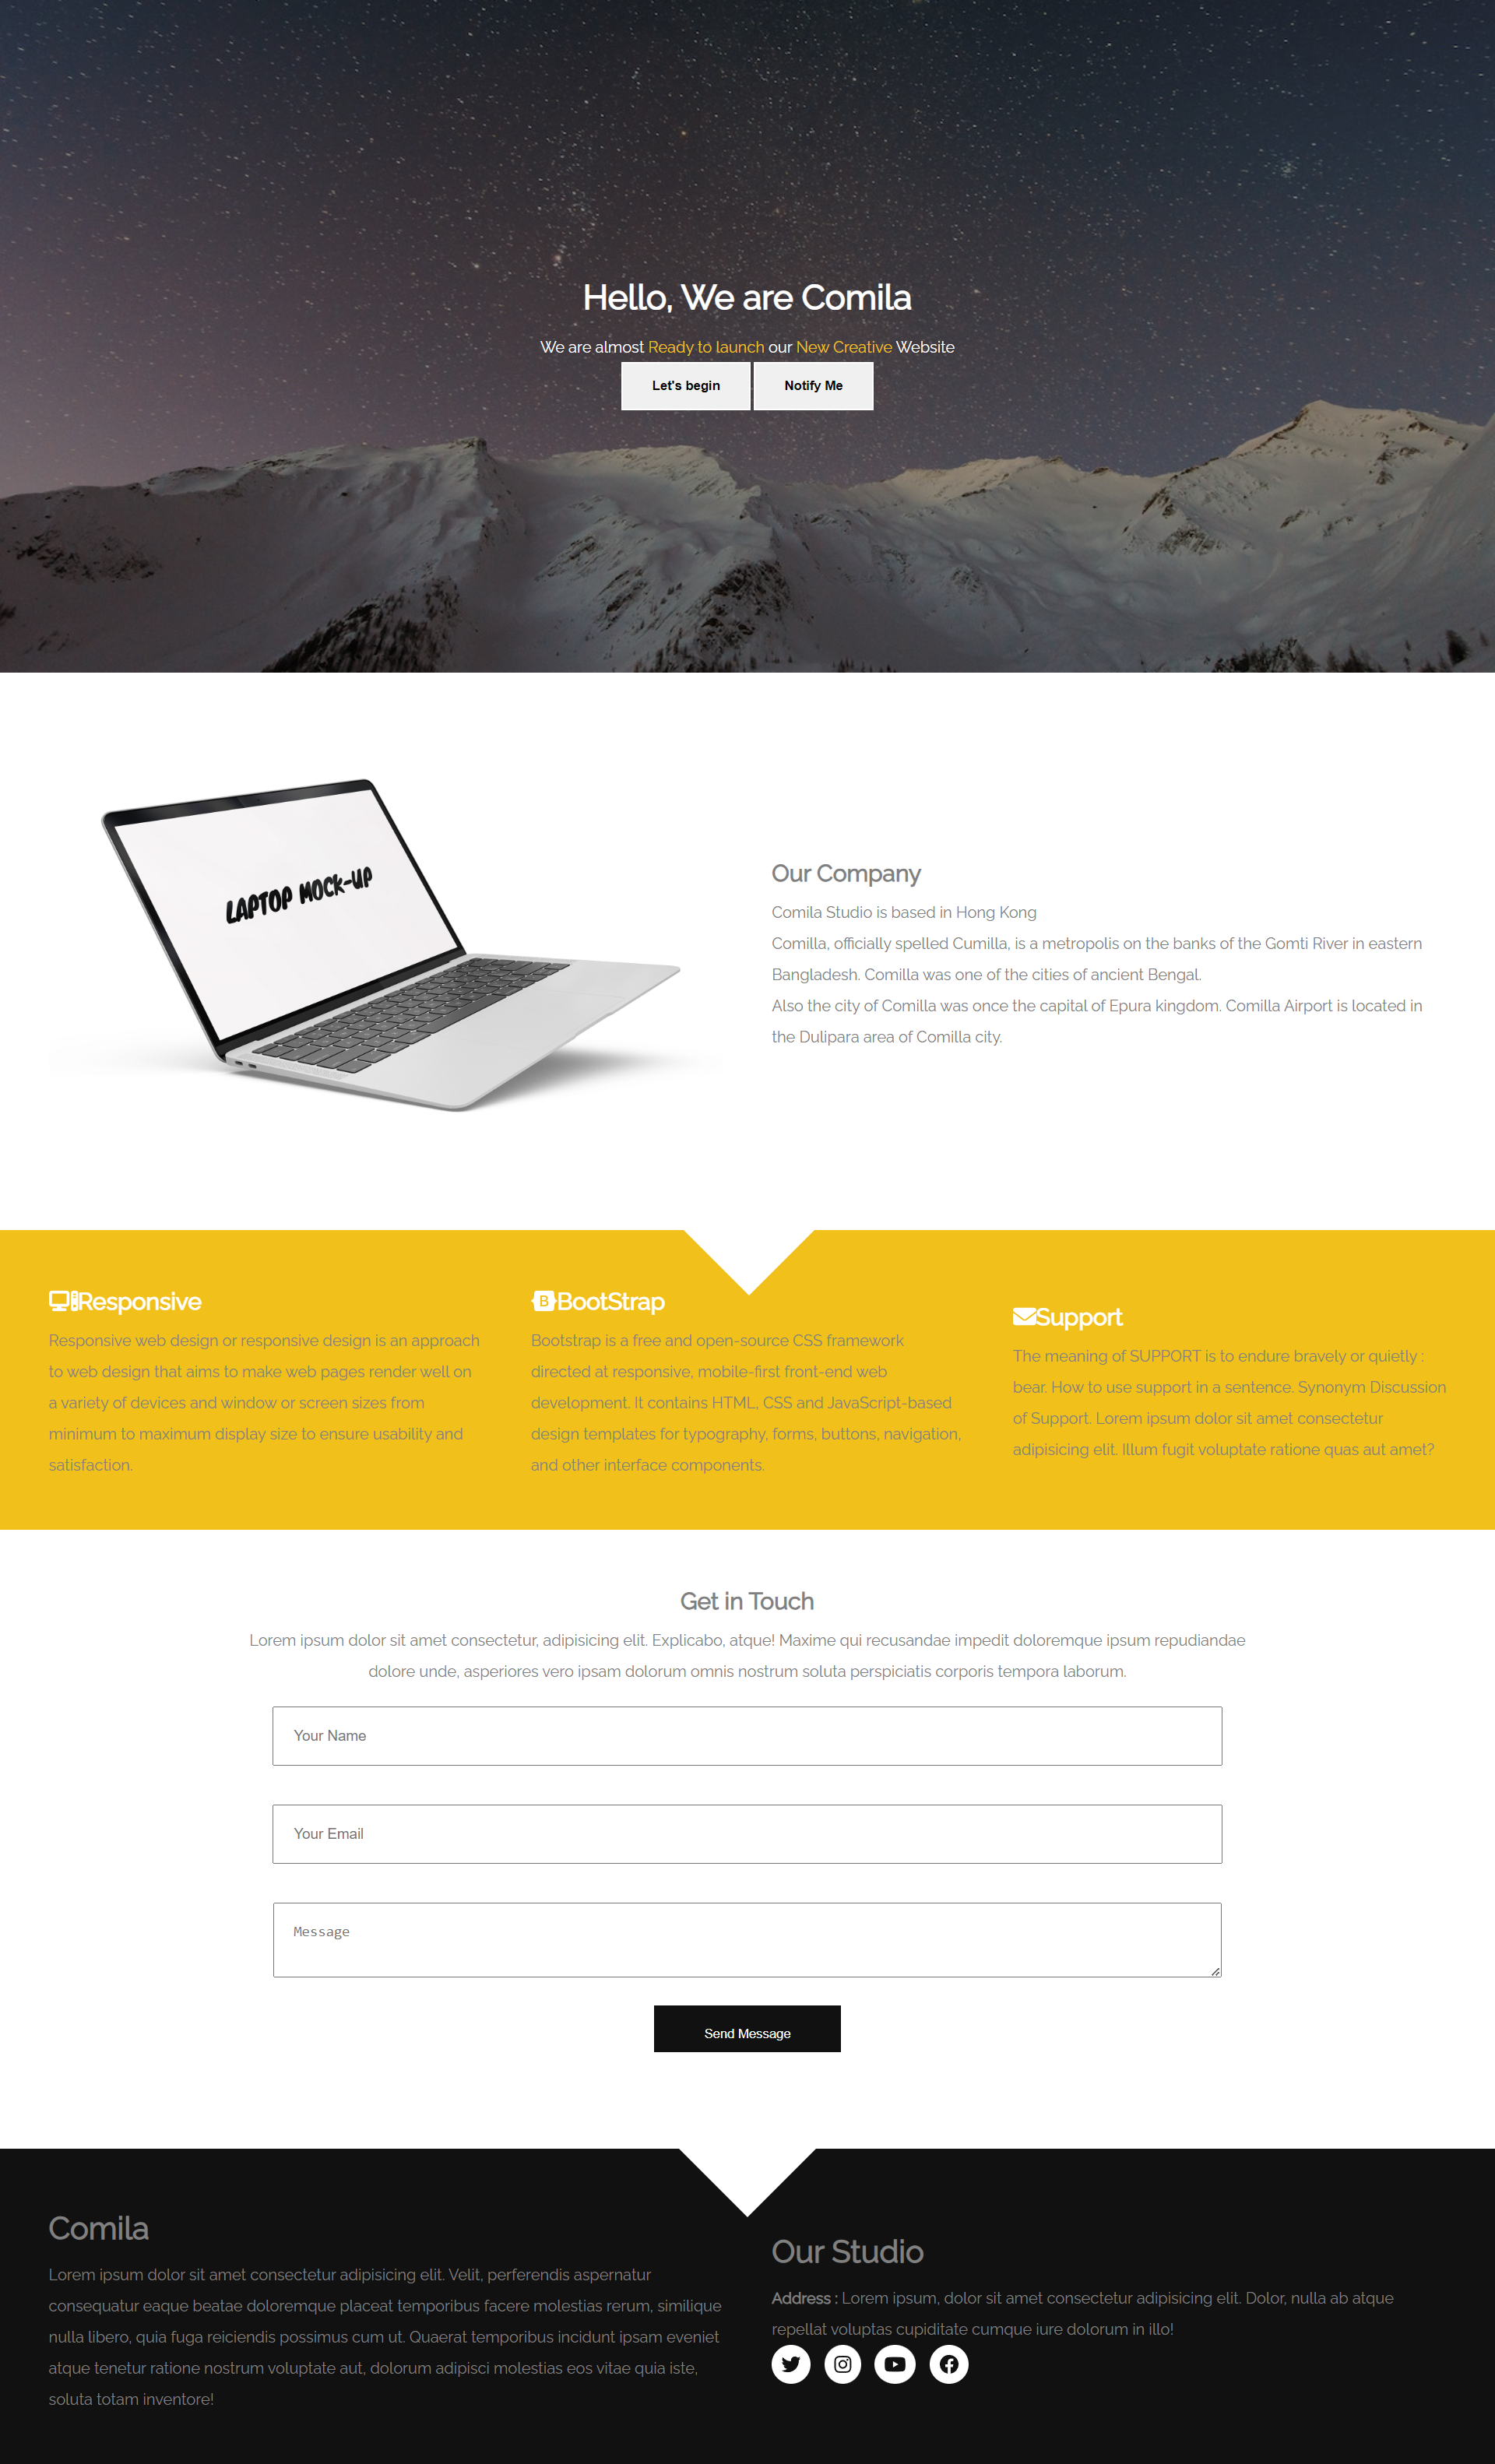 Hello, We are Comila
We are almost Ready to launch our New Creative Website
Let's begin
Notify Me
LAPTOP MOCK-UP
Our Company
Comila Studio is based in Hong Kong
Comilla, officially spelled Cumilla, is a metropolis on the banks of the Gomti River in eastern
Bangladesh. Comilla was one of the cities of ancient Bengal.
Also the city of Comilla was once the capital of Epura kingdom. Comilla Airport is located in
the Dulipara area of Comilla city.
Responsive
Responsive web design or responsive design is an approach
to web design that aims to make web pages render well on
a variety of devices and window or screen sizes from
minimum to maximum display size to ensure usability and
satisfaction.
B
BootStrap
Bootstrap is a free and open-source CSS framework
directed at responsive, mobile-first front-end web
development. It contains HTML, CSS and JavaScript-based
design templates for typography, forms, buttons, navigation,
and other interface components.
Support
The meaning of SUPPORT is to endure bravely or quietly :
bear. How to use support in a sentence. Synonym Discussion
of Support. Lorem ipsum dolor sit amet consectetur
adipisicing elit. Illum fugit voluptate ratione quas aut amet?
Get in Touch
Lorem ipsum dolor sit amet consectetur, adipisicing elit. Explicabo, atque! Maxime qui recusandae impedit doloremque ipsum repudiandae
dolore unde, asperiores vero ipsam dolorum omnis nostrum soluta perspiciatis corporis tempora laborum.
Your Name
Your Email
Message
Send Message
Comila
Lorem ipsum dolor sit amet consectetur adipisicing elit. Velit, perferendis aspernatur
consequatur eaque beatae doloremque placeat temporibus facere molestias rerum, similique
nulla libero, quia fuga reiciendis possimus cum ut. Quaerat temporibus incidunt ipsam eveniet
atque tenetur ratione nostrum voluptate aut, dolorum adipisci molestias eos vitae quia iste,
soluta totam inventore!
Our Studio
Address : Lorem ipsum, dolor sit amet consectetur adipisicing elit. Dolor, nulla ab atque
repellat voluptas cupiditate cumque iure dolorum in illo!